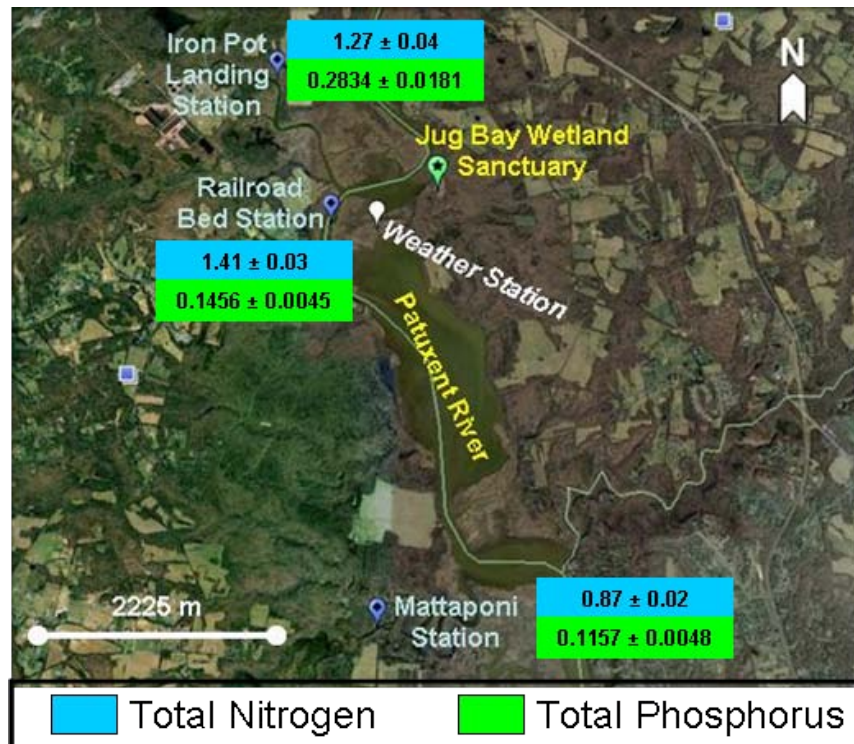 Iron Pot
Landing
Station
1.27 ± 0.04
0.2834 ± 0.0181
N
Jug Bay Wetland
Sanctuary
Railroad
Bed Station
Weather Station
1.41 ± 0.03
0.1456 ± 0.0045
Patuxent River
2225 m
Mattaponi
Station
0.87 ± 0.02
0.1157 ± 0.0048
Total Nitrogen
Total Phosphorus